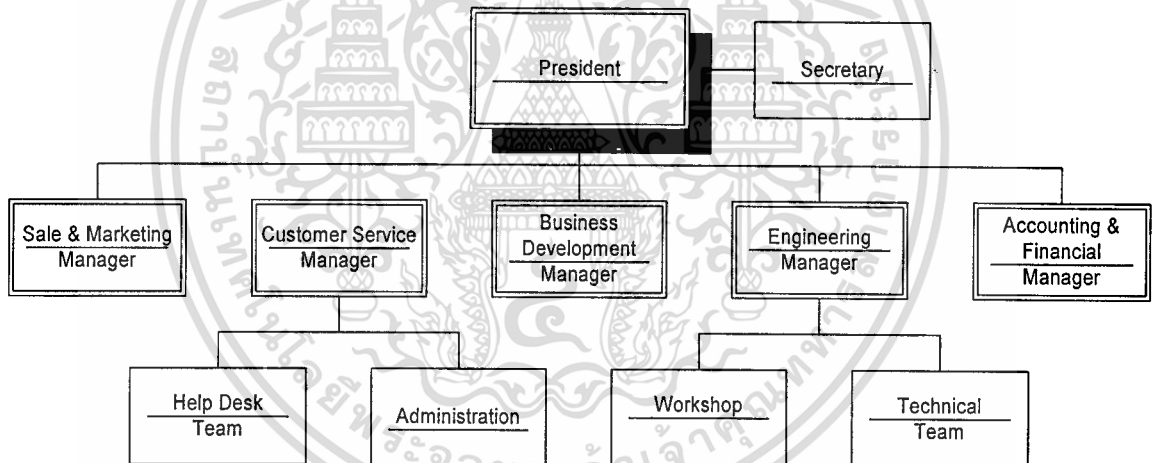 President
Secretary
Sale & Marketing
Manager
Customer Service
Manager
Business
Development
Manager
Engineering
Manager
Accounting &
Financial
Manager
Help Desk
Team
Administration
Workshop
Technical
Team